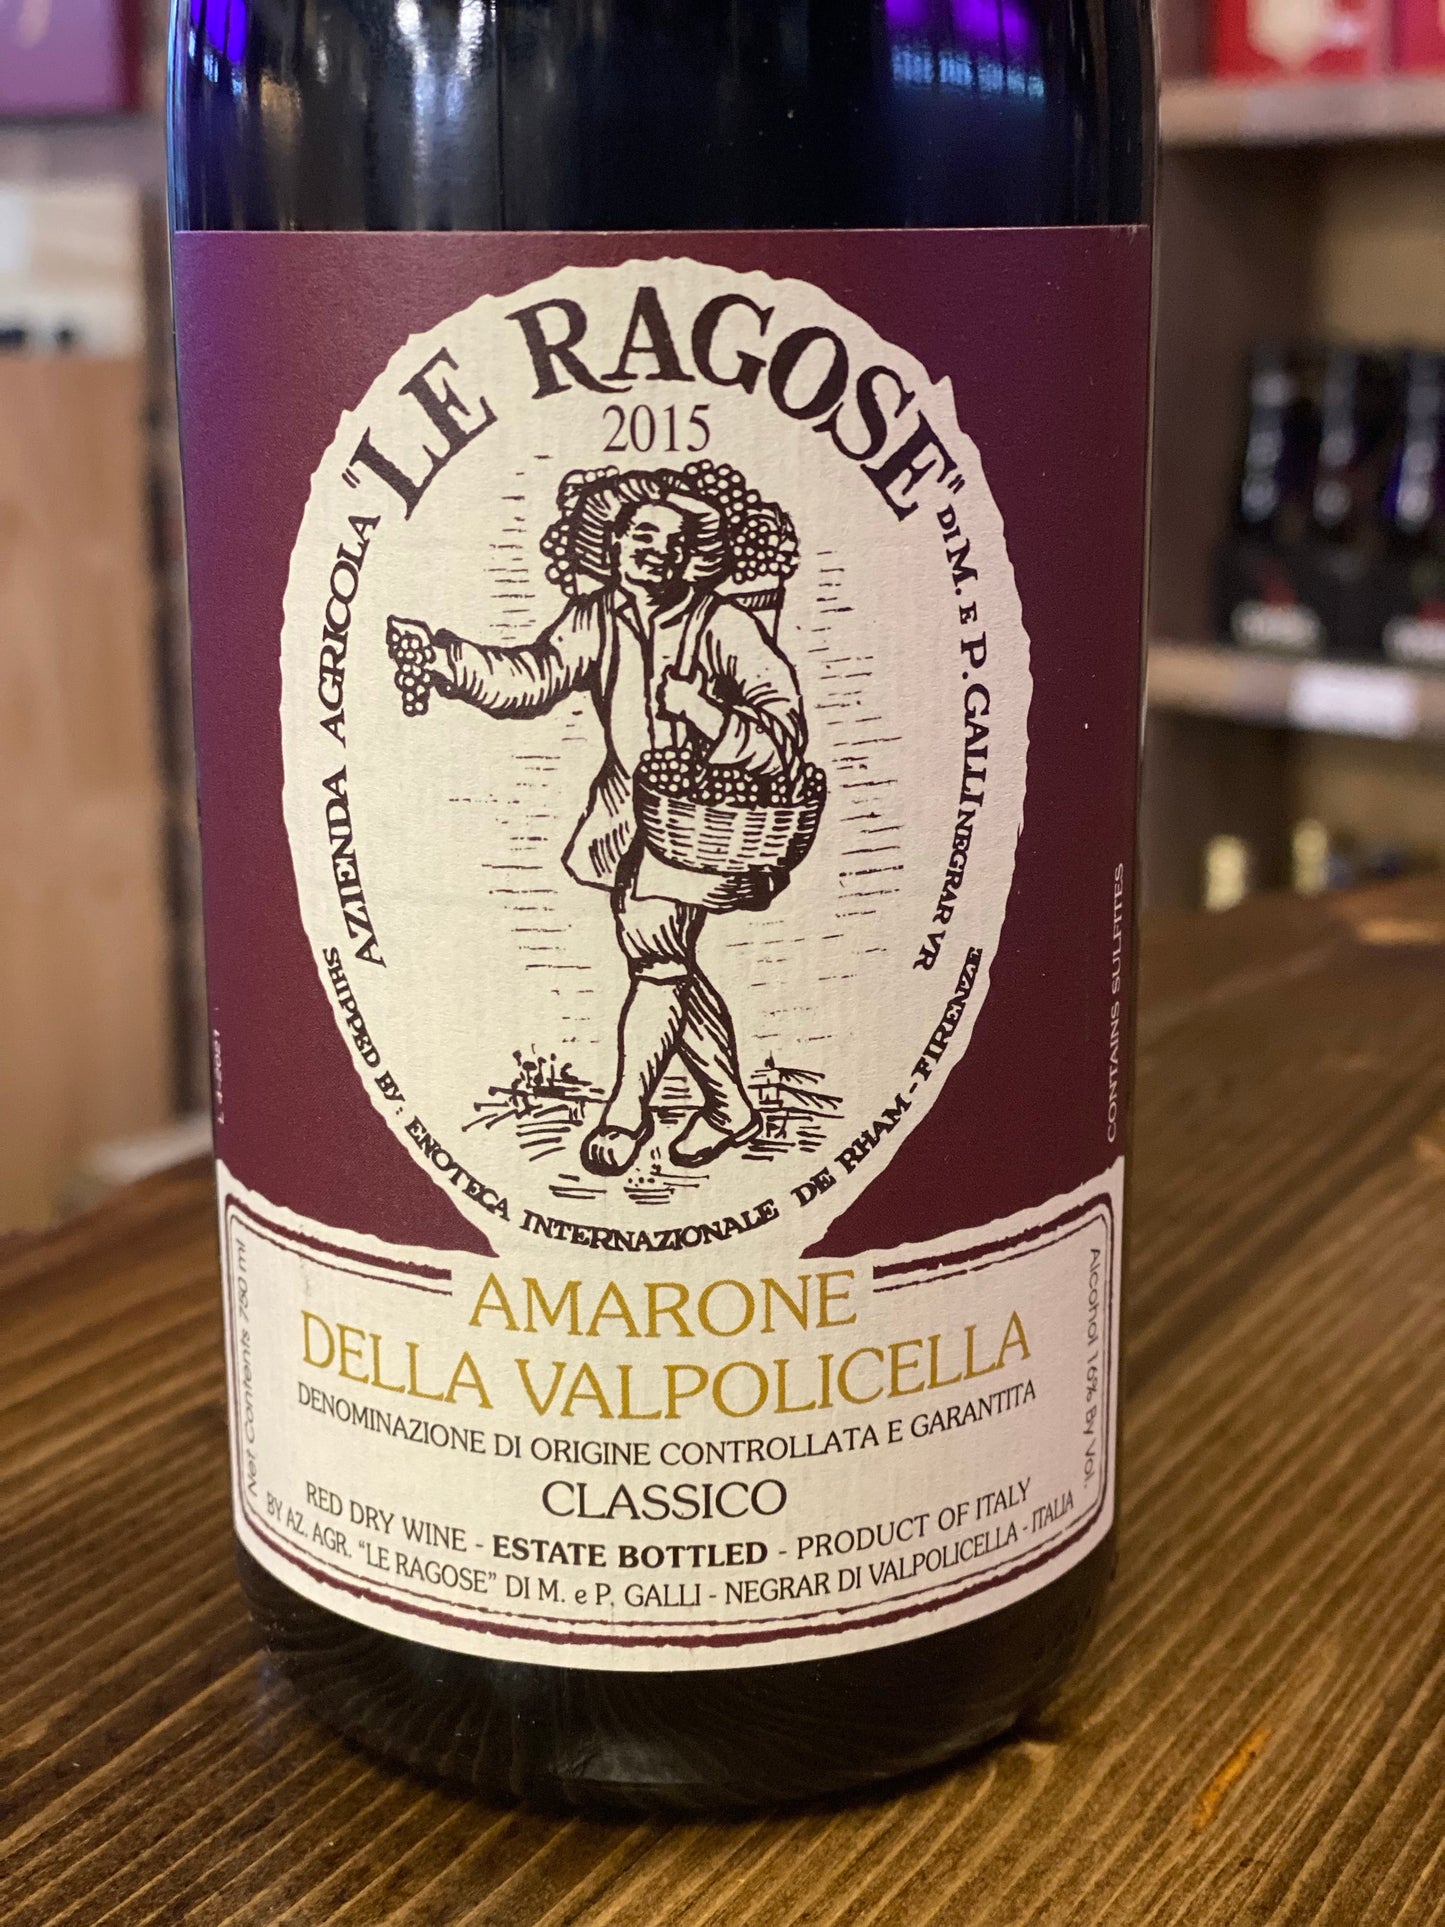 AZIENDA AGRICOLA "LE RAGOSE" DI M. E P. GALLI NEGRAR VR
2015
SHIPPED BY: ENOTECA INTERNAZIONALE DE RHAM - FIRENZE
L 4-2021
CONTAINS SULFITES
AMARONE
DELLA VALPOLICELLA
DENOMINAZIONE DI ORIGINE CONTROLLATA E GARANTITA
CLASSICO
RED DRY WINE - ESTATE BOTTLED - PRODUCT OF ITALY
BY AZ. AGR. "LE RAGOSE" DI M. e P. GALLI - NEGRAR DI VALPOLICELLA - ITALIA
Net Contents 750 ml
Alcohol 16% By Vol.